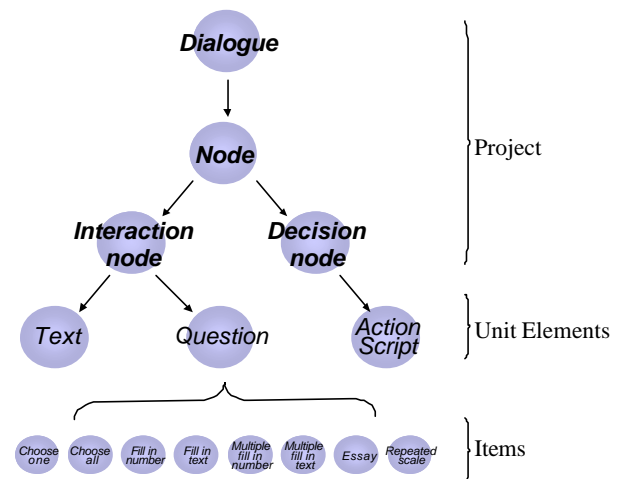 Dialogue
Node
Project
Interaction
node
Decision
node
Text
Question
Action
Script
Unit Elements
Choose
one
Choose
all
Fill in
number
Fill in
text
Multiple
fill in
number
Multiple
fill in
text
Essay
Repeated
scale
Items